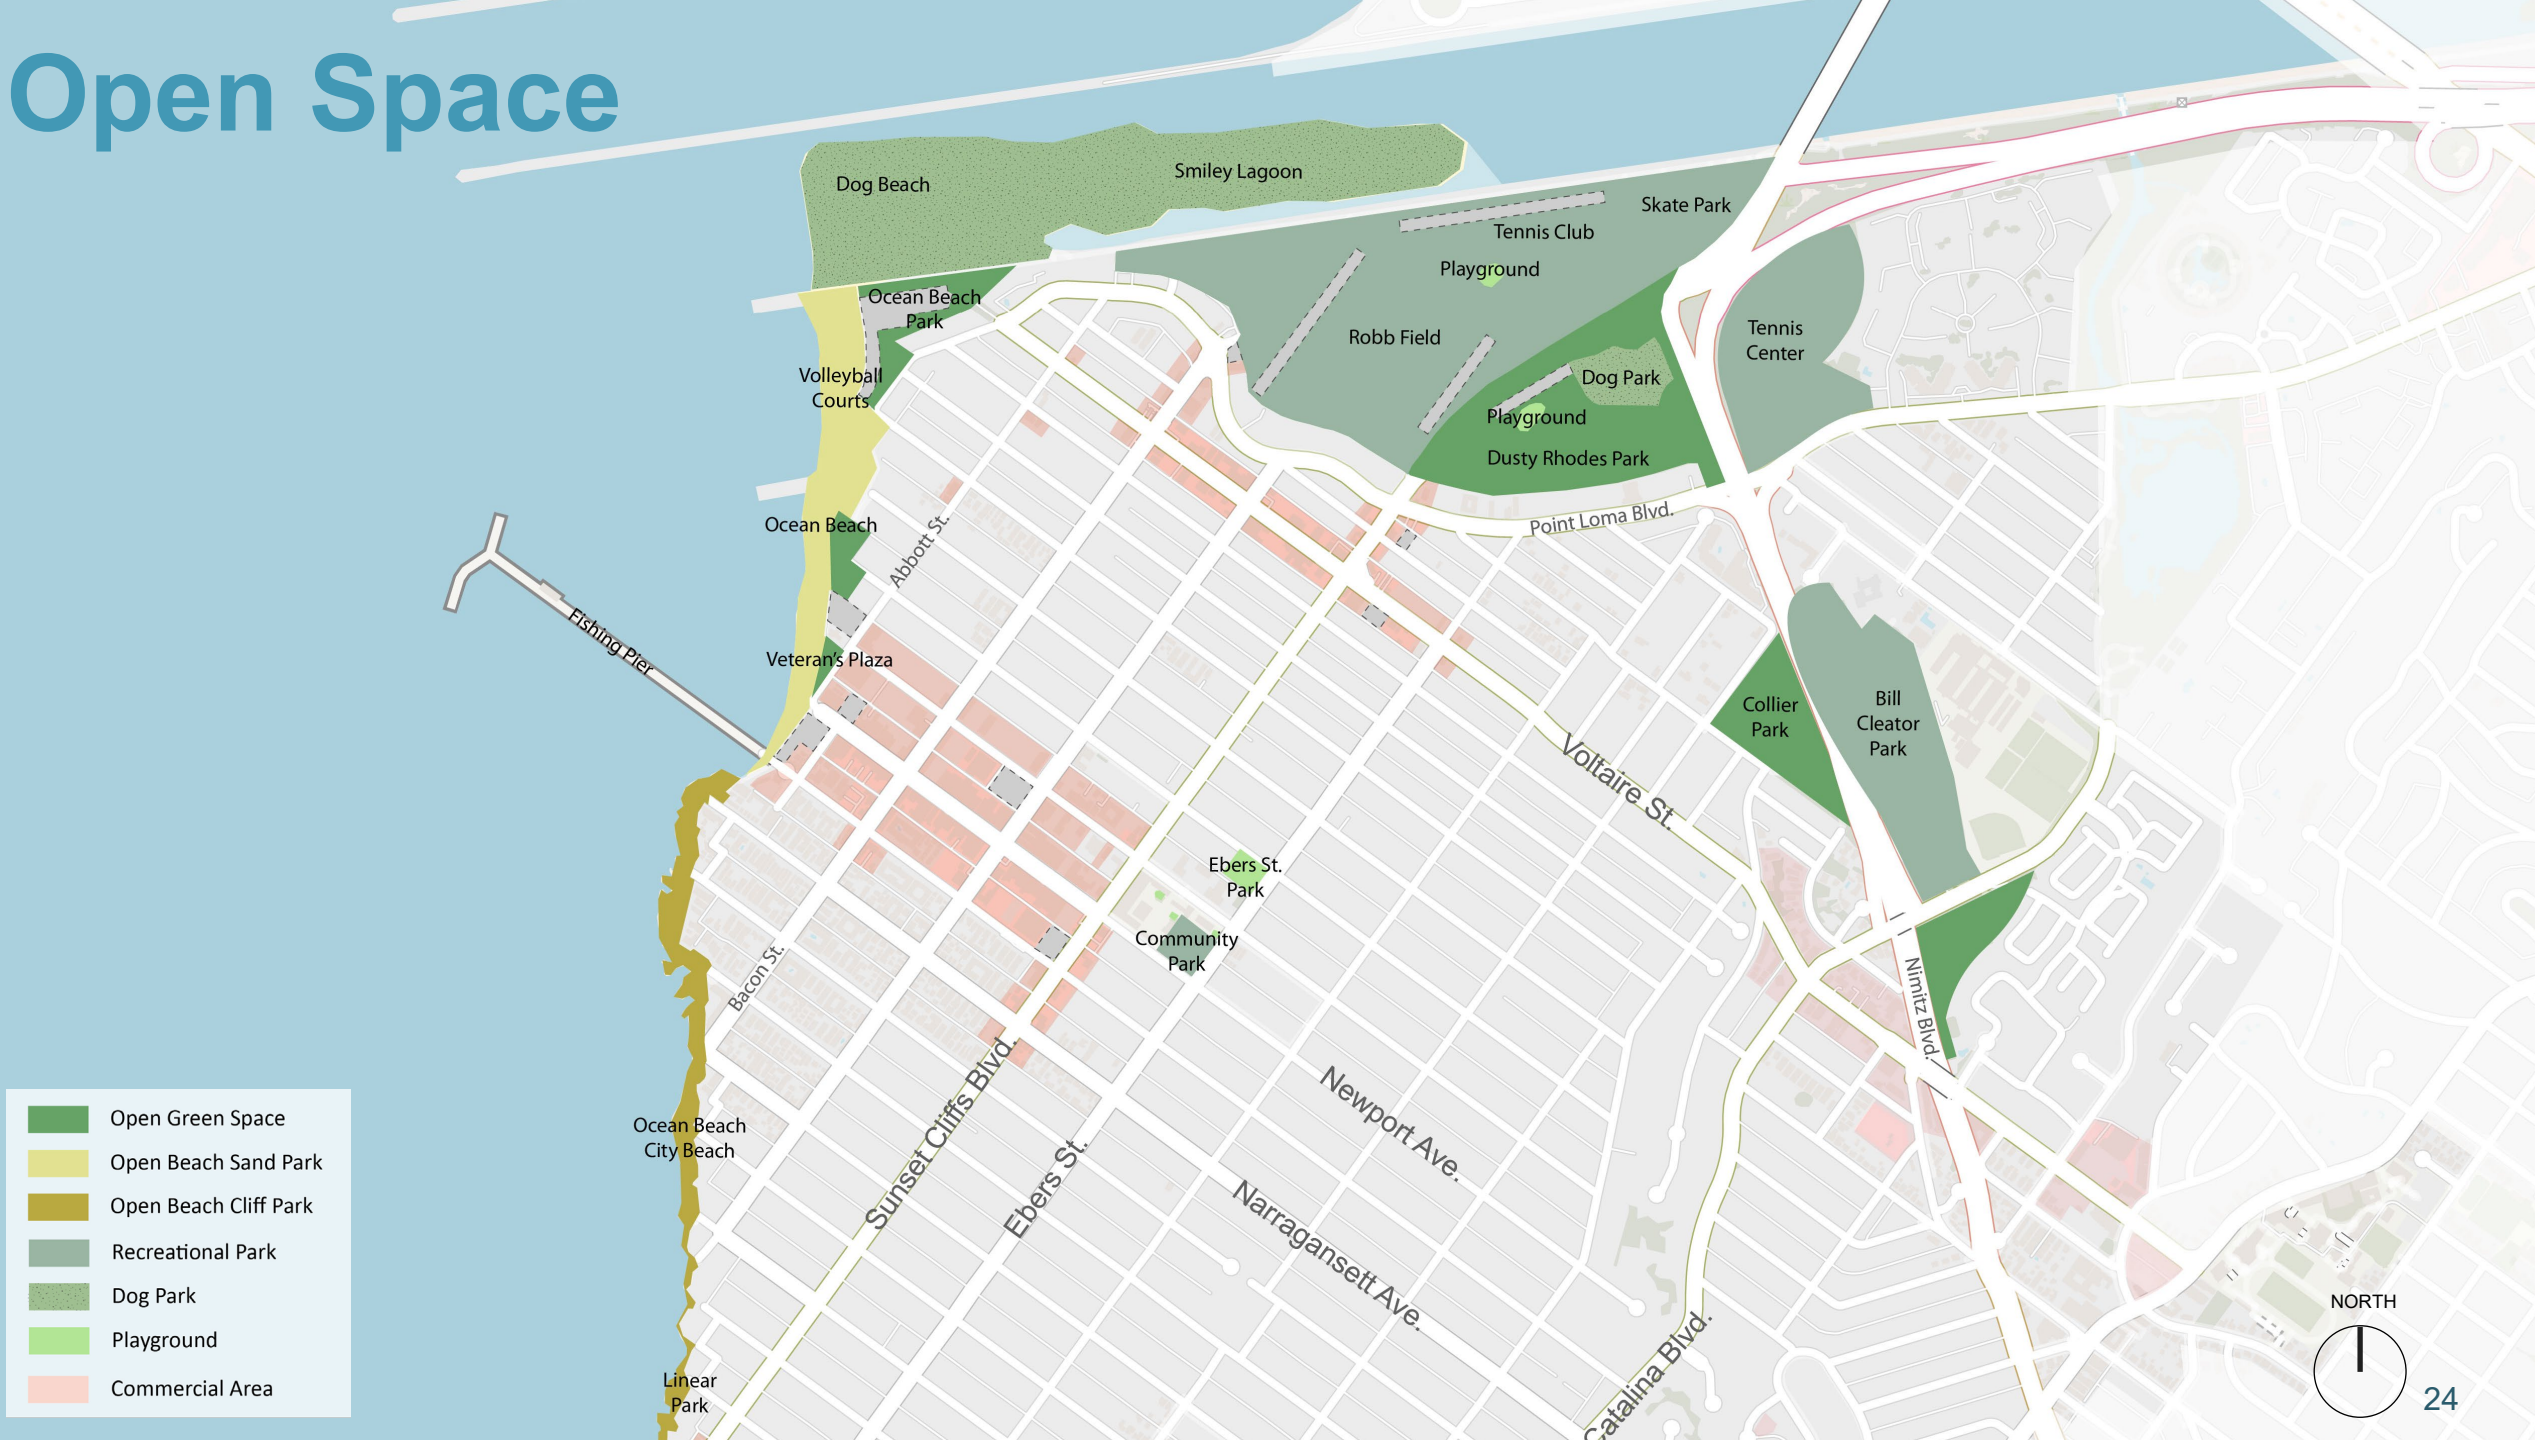 Open Space
Dog Beach
Smiley Lagoon
Skate Park
Tennis Club
Playground
Ocean Beach
Park
Robb Field
Tennis
Center
Volleyball
Courts
Dog Park
Playground
Dusty Rhodes Park
Point Loma Blvd.
Ocean Beach
Abbott St.
Fishing Pier
Veteran's Plaza
Collier
Park
Bill
Cleator
Park
Voltaire St.
Ebers St.
Park
Community
Park
Bacon St.
Nimitz Blvd.
Sunset Cliffs Blvd.
Ebers St.
Newport Ave.
Narragansett Ave.
Catalina Blvd.
Ocean Beach
City Beach
Linear
Park
Open Green Space
Open Beach Sand Park
Open Beach Cliff Park
Recreational Park
Dog Park
Playground
Commercial Area
NORTH
24